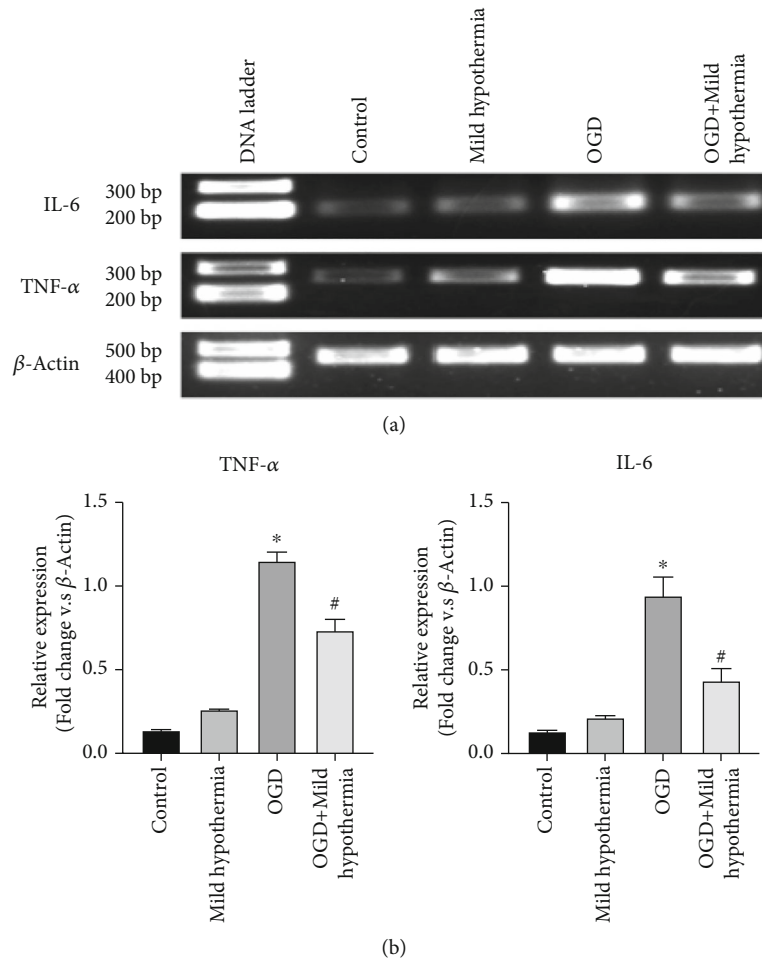 DNA ladder
Control
Mild hypothermia
OGD
OGD+Mild
hypothermia
IL-6
300 bp
200 bp
TNF-α
300 bp
200 bp
β-Actin
500 bp
400 bp
(a)
TNF-α
Relative expression
(Fold change v.s β-Actin)
1.5
1.0
0.5
0.0
*
#
Control
Mild hypothermia
OGD
OGD+Mild
hypothermia
IL-6
Relative expression
(Fold change v.s β-Actin)
1.5
1.0
0.5
0.0
*
#
Control
Mild hypothermia
OGD
OGD+Mild
hypothermia
(b)